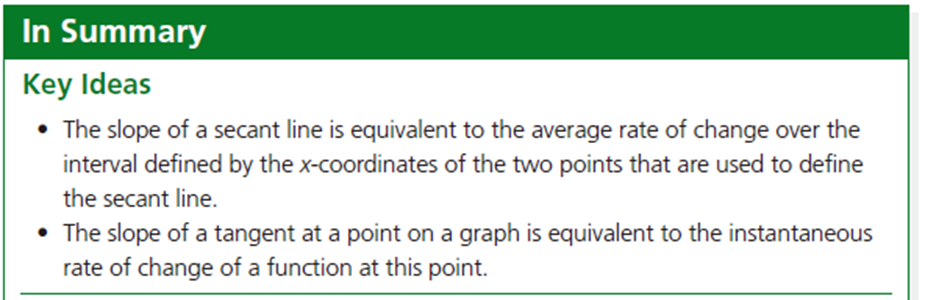 In Summary
Key Ideas
• The slope of a secant line is equivalent to the average rate of change over the
interval defined by the x-coordinates of the two points that are used to define
the secant line.
• The slope of a tangent at a point on a graph is equivalent to the instantaneous
rate of change of a function at this point.